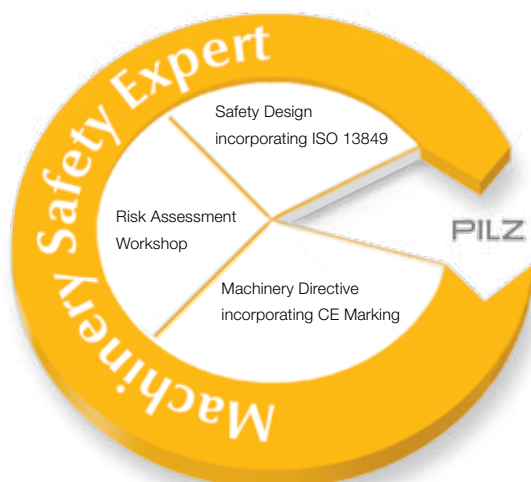 Machinery Safety Expert
Safety Design
incorporating ISO 13849
Risk Assessment
Workshop
PILZ
Machinery Directive
incorporating CE Marking